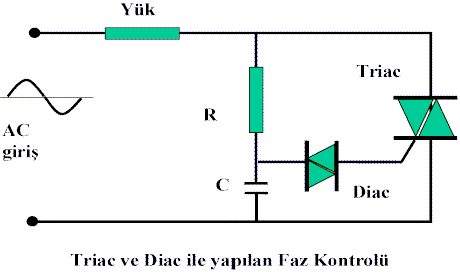 Yük
Triac
R
AC
giriş
C
Diac
Triac ve Diac ile yapılan Faz Kontrolü